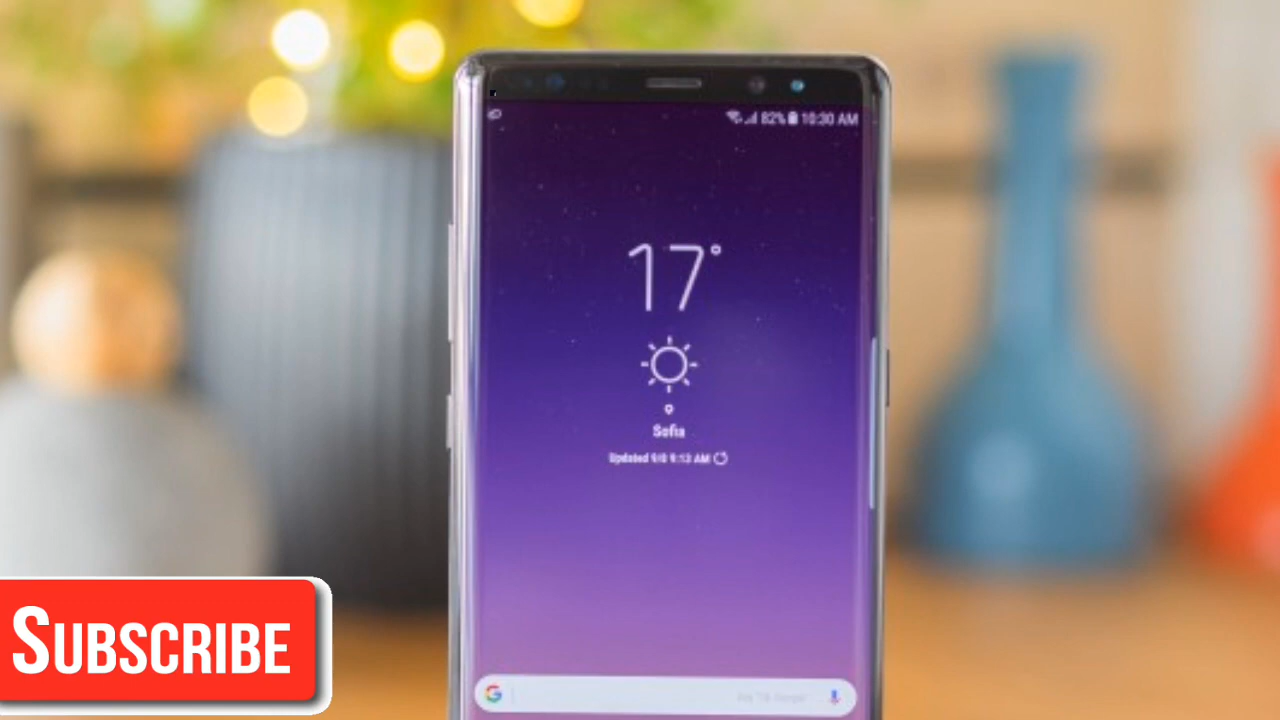 82% 10:30 AM
17°
Sofia
Updated 9/8 9:13 AM
G
SUBSCRIBE